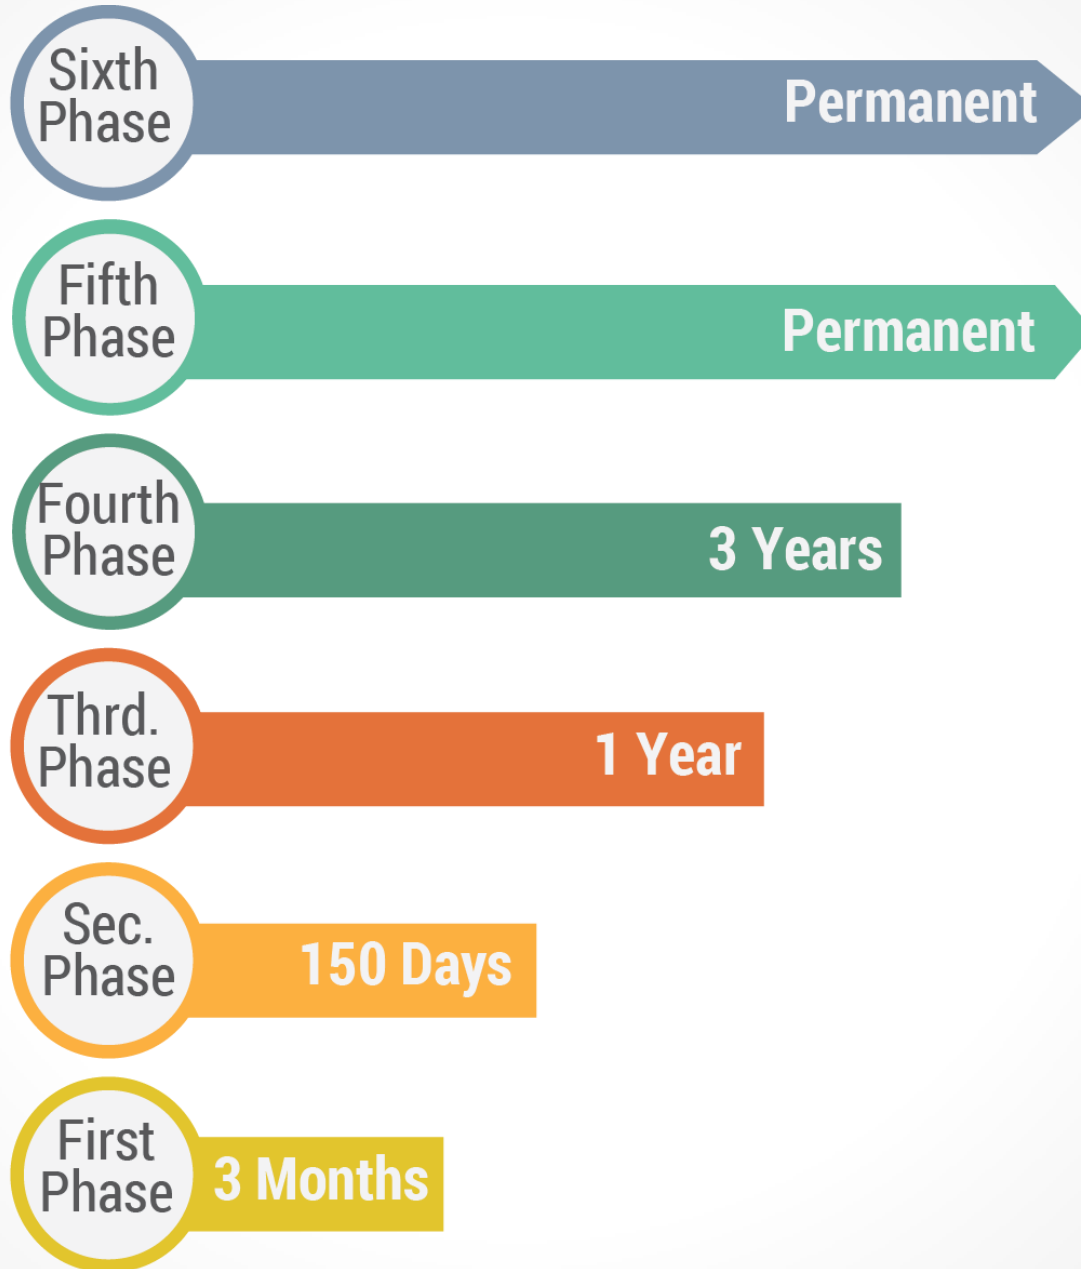 Sixth
Phase
Permanent
Fifth
Phase
Permanent
Fourth
Phase
3 Years
Thrd.
Phase
1 Year
Sec.
Phase
150 Days
First
Phase
3 Months